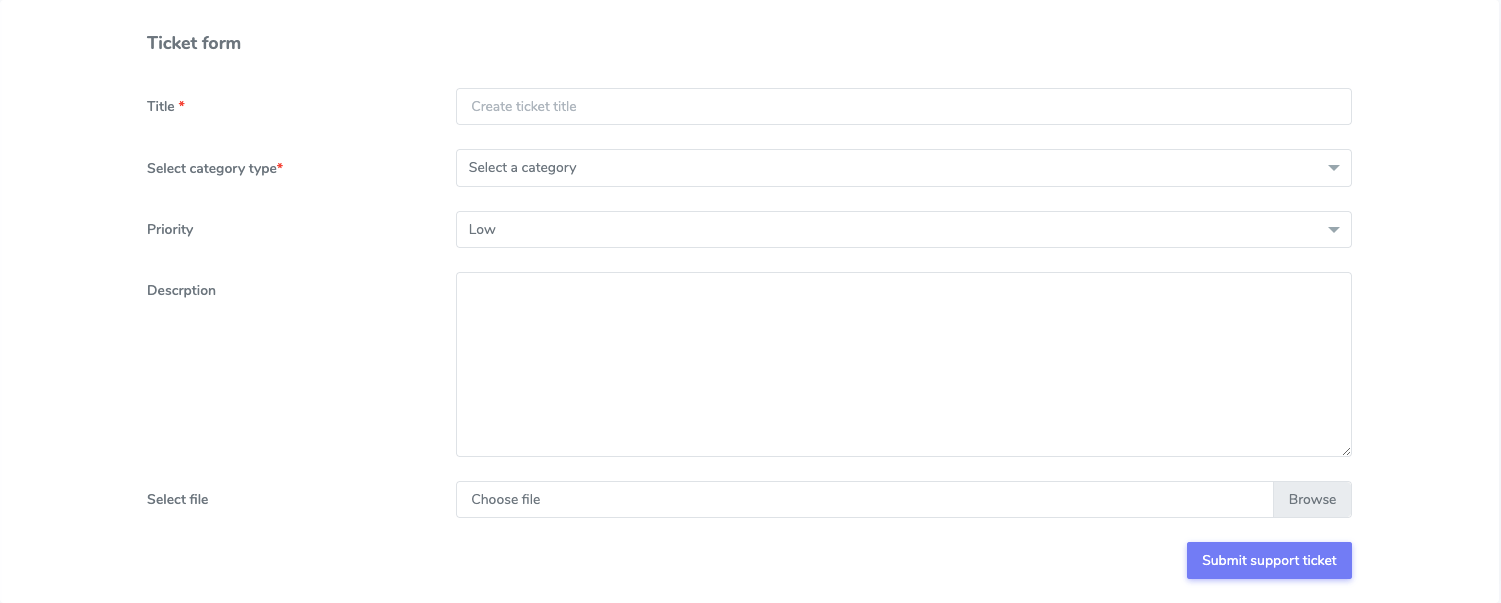 Ticket form
Title *
Create ticket title
Select category type*
Select a category
Priority
Low
Descrption
Select file
Choose file
Browse
Submit support ticket